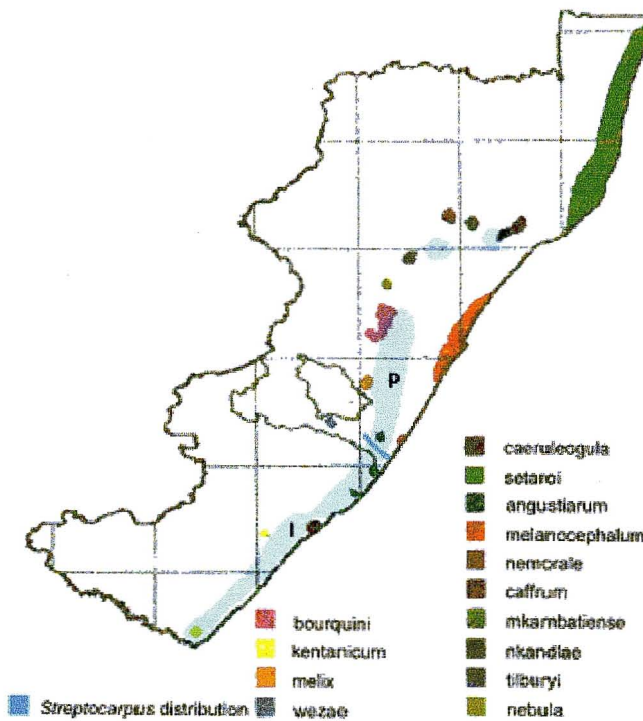 P
I
caeruleogula
setaroi
angustiarum
melanocephalum
nemorale
caffrum
mkambatiense
nkandlae
tilburyi
nebula
bourquini
kentanicum
melix
wezae
Streptocarpus distribution